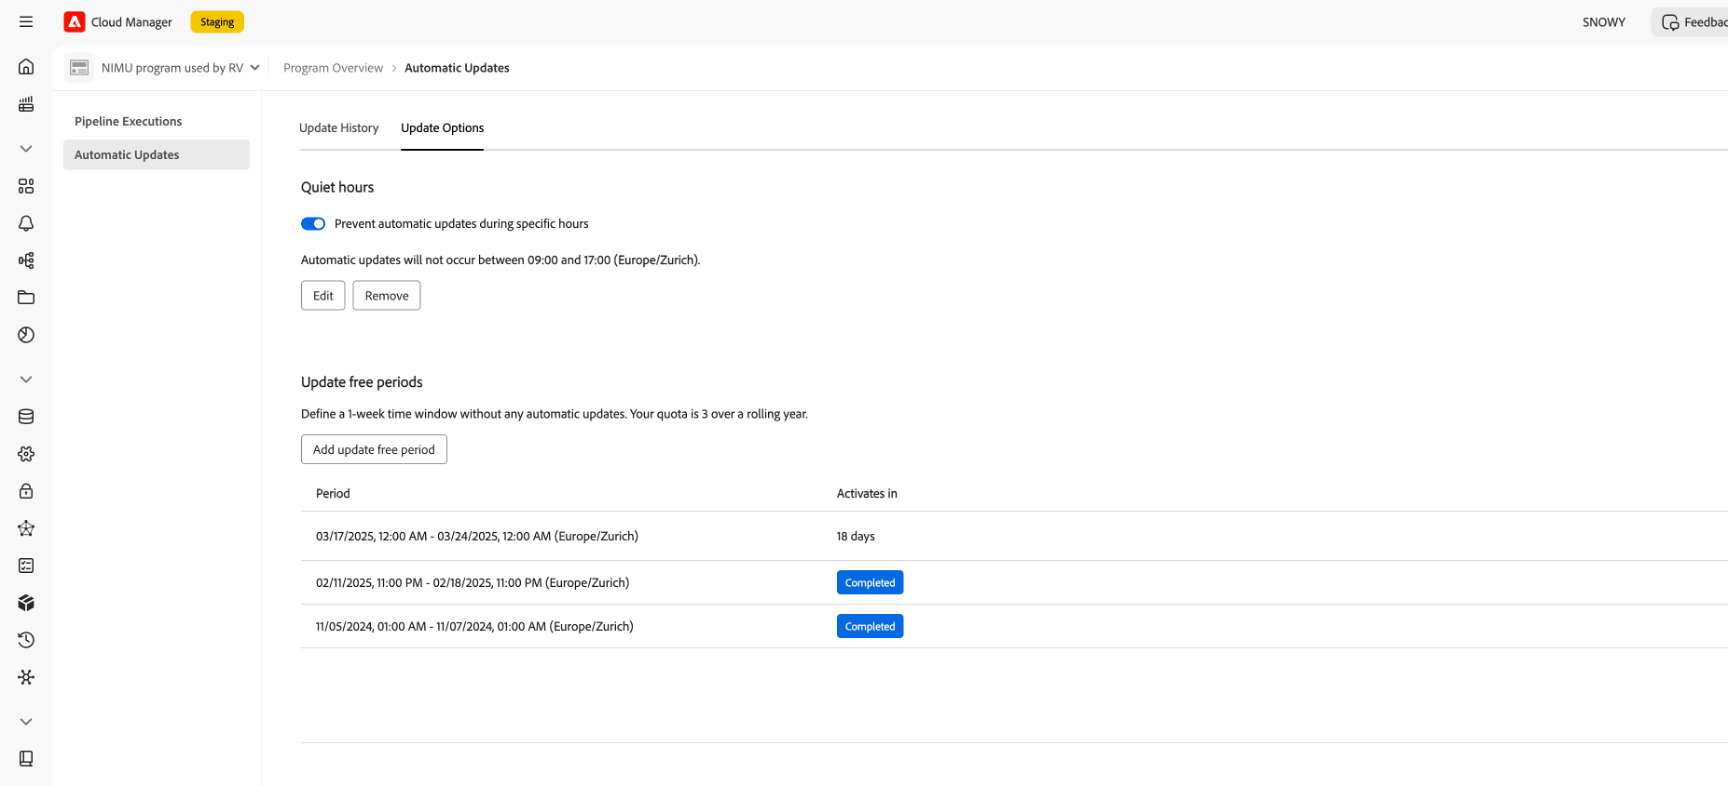 Cloud Manager
Staging
SNOWY
Feedbac
NIMU program used by RV
Program Overview > Automatic Updates
Pipeline Executions
Automatic Updates
Update History
Update Options
Quiet hours
Prevent automatic updates during specific hours
Automatic updates will not occur between 09:00 and 17:00 (Europe/Zurich).
Edit
Remove
Update free periods
Define a 1-week time window without any automatic updates. Your quota is 3 over a rolling year.
Add update free period
Period
Activates in
03/17/2025, 12:00 AM - 03/24/2025, 12:00 AM (Europe/Zurich)
18 days
02/11/2025, 11:00 PM - 02/18/2025, 11:00 PM (Europe/Zurich)
Completed
11/05/2024, 01:00 AM - 11/07/2024, 01:00 AM (Europe/Zurich)
Completed